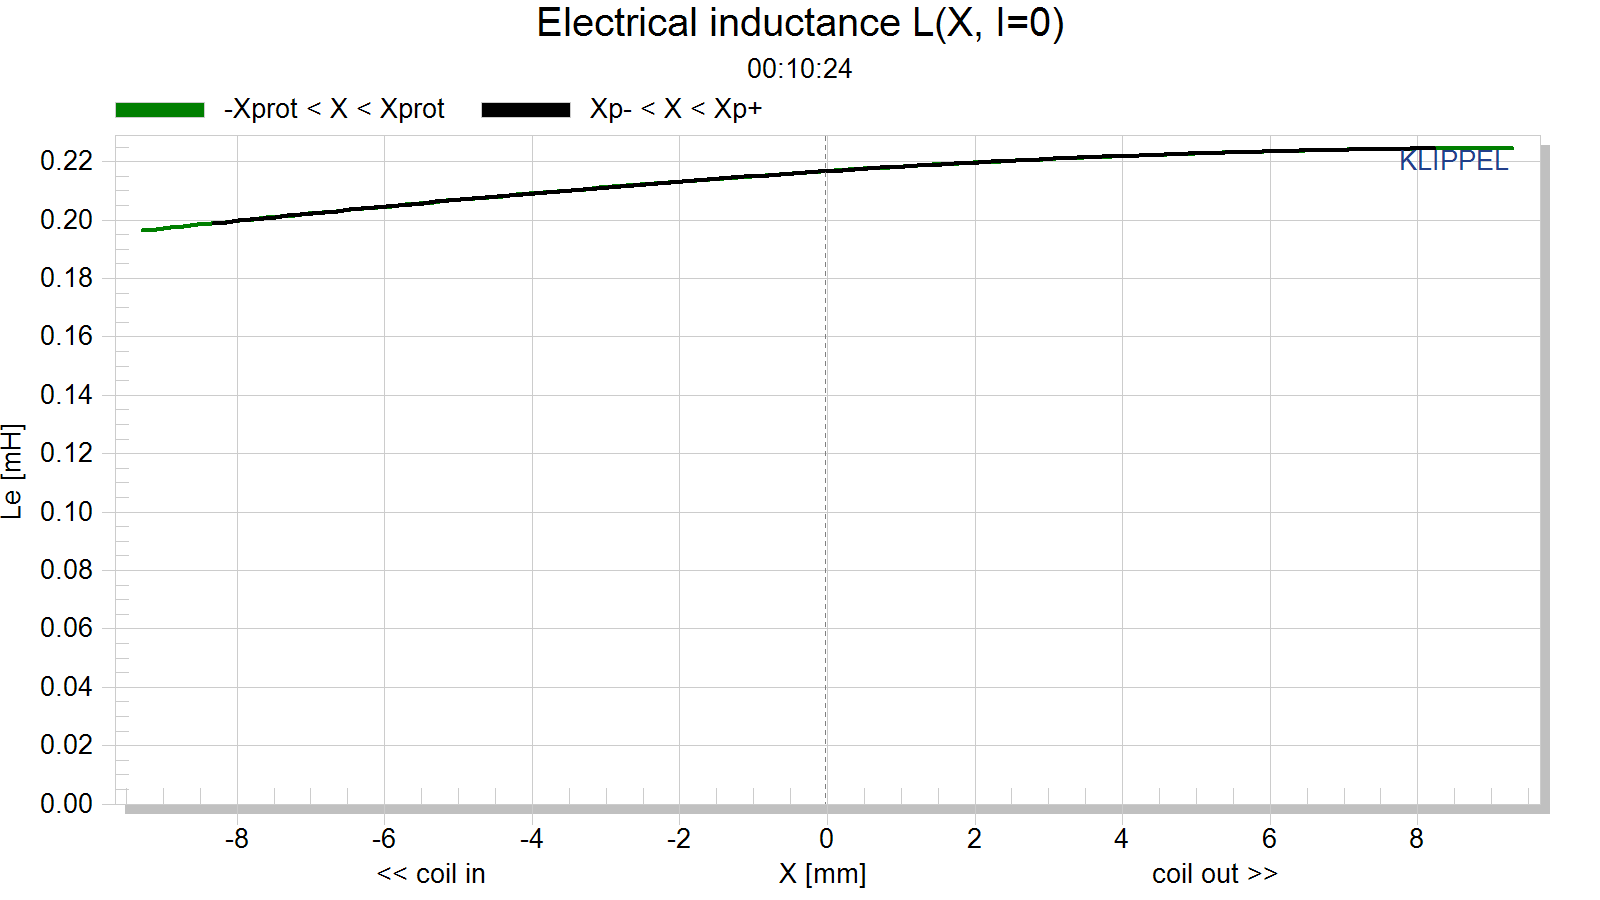 Electrical inductance L(X, I=0)
00:10:24
-Xprot < X < Xprot Xp- < X < Xp+
KLIPPEL
0.22
0.20
0.18
0.16
0.14
0.12
0.10
0.08
0.06
0.04
0.02
0.00
Le [mH]
-8 -6 -4 -2 0 2 4 6 8
<< coil in X [mm] coil out >>